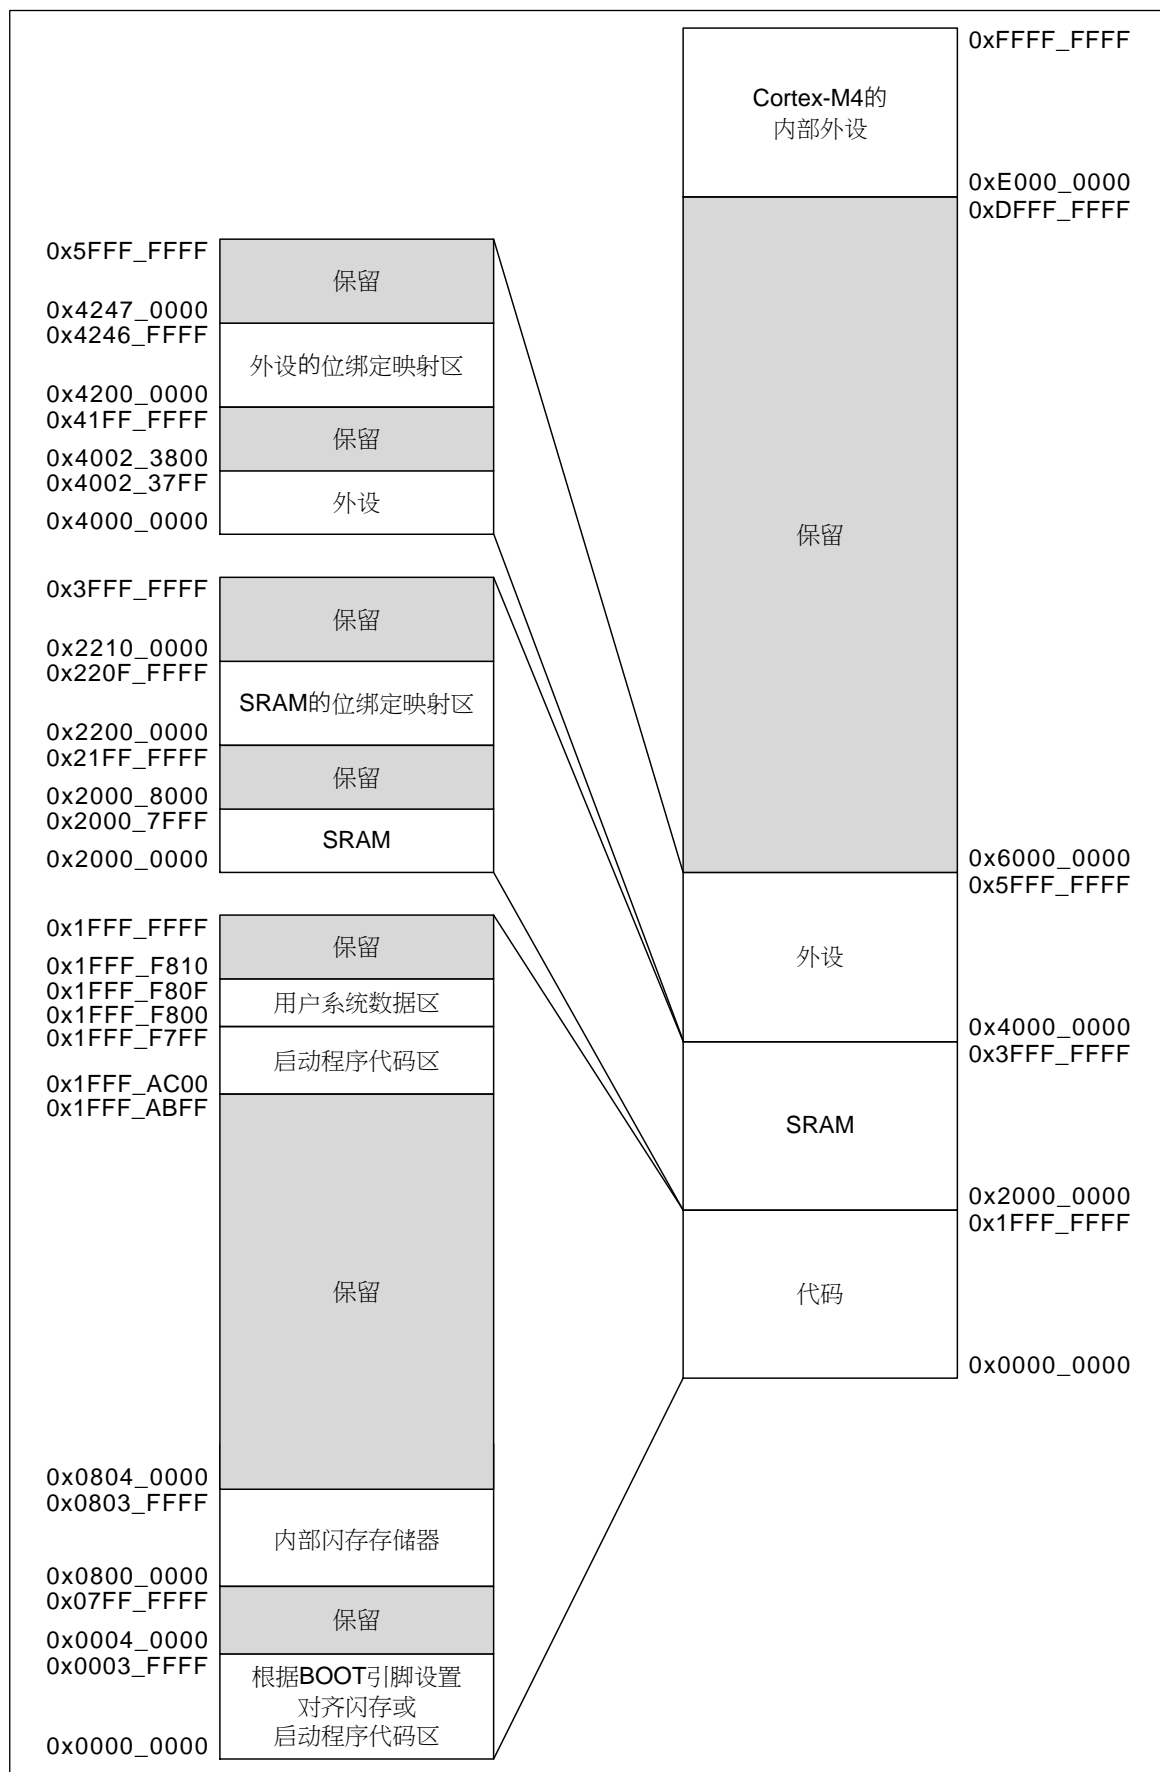 0x5FFF_FFFF
保留
0x4247_0000
0x4246_FFFF
外设的位绑定映射区
0x4200_0000
0x41FF_FFFF
保留
0x4002_3800
0x4002_37FF
外设
0x4000_0000
0x3FFF_FFFF
保留
0x2210_0000
0x220F_FFFF
SRAM的位绑定映射区
0x2200_0000
0x21FF_FFFF
保留
0x2000_8000
0x2000_7FFF
SRAM
0x2000_0000
0x1FFF_FFFF
保留
0x1FFF_F810
0x1FFF_F80F
用户系统数据区
0x1FFF_F800
0x1FFF_F7FF
启动程序代码区
0x1FFF_AC00
0x1FFF_ABFF
保留
0x0804_0000
0x0803_FFFF
内部闪存存储器
0x0800_0000
0x07FF_FFFF
保留
0x0004_0000
0x0003_FFFF
根据BOOT引脚设置
对齐闪存或
启动程序代码区
0x0000_0000
0xFFFF_FFFF
Cortex-M4的
内部外设
0xE000_0000
0xDFFF_FFFF
保留
0x6000_0000
0x5FFF_FFFF
外设
0x4000_0000
0x3FFF_FFFF
SRAM
0x2000_0000
0x1FFF_FFFF
代码
0x0000_0000